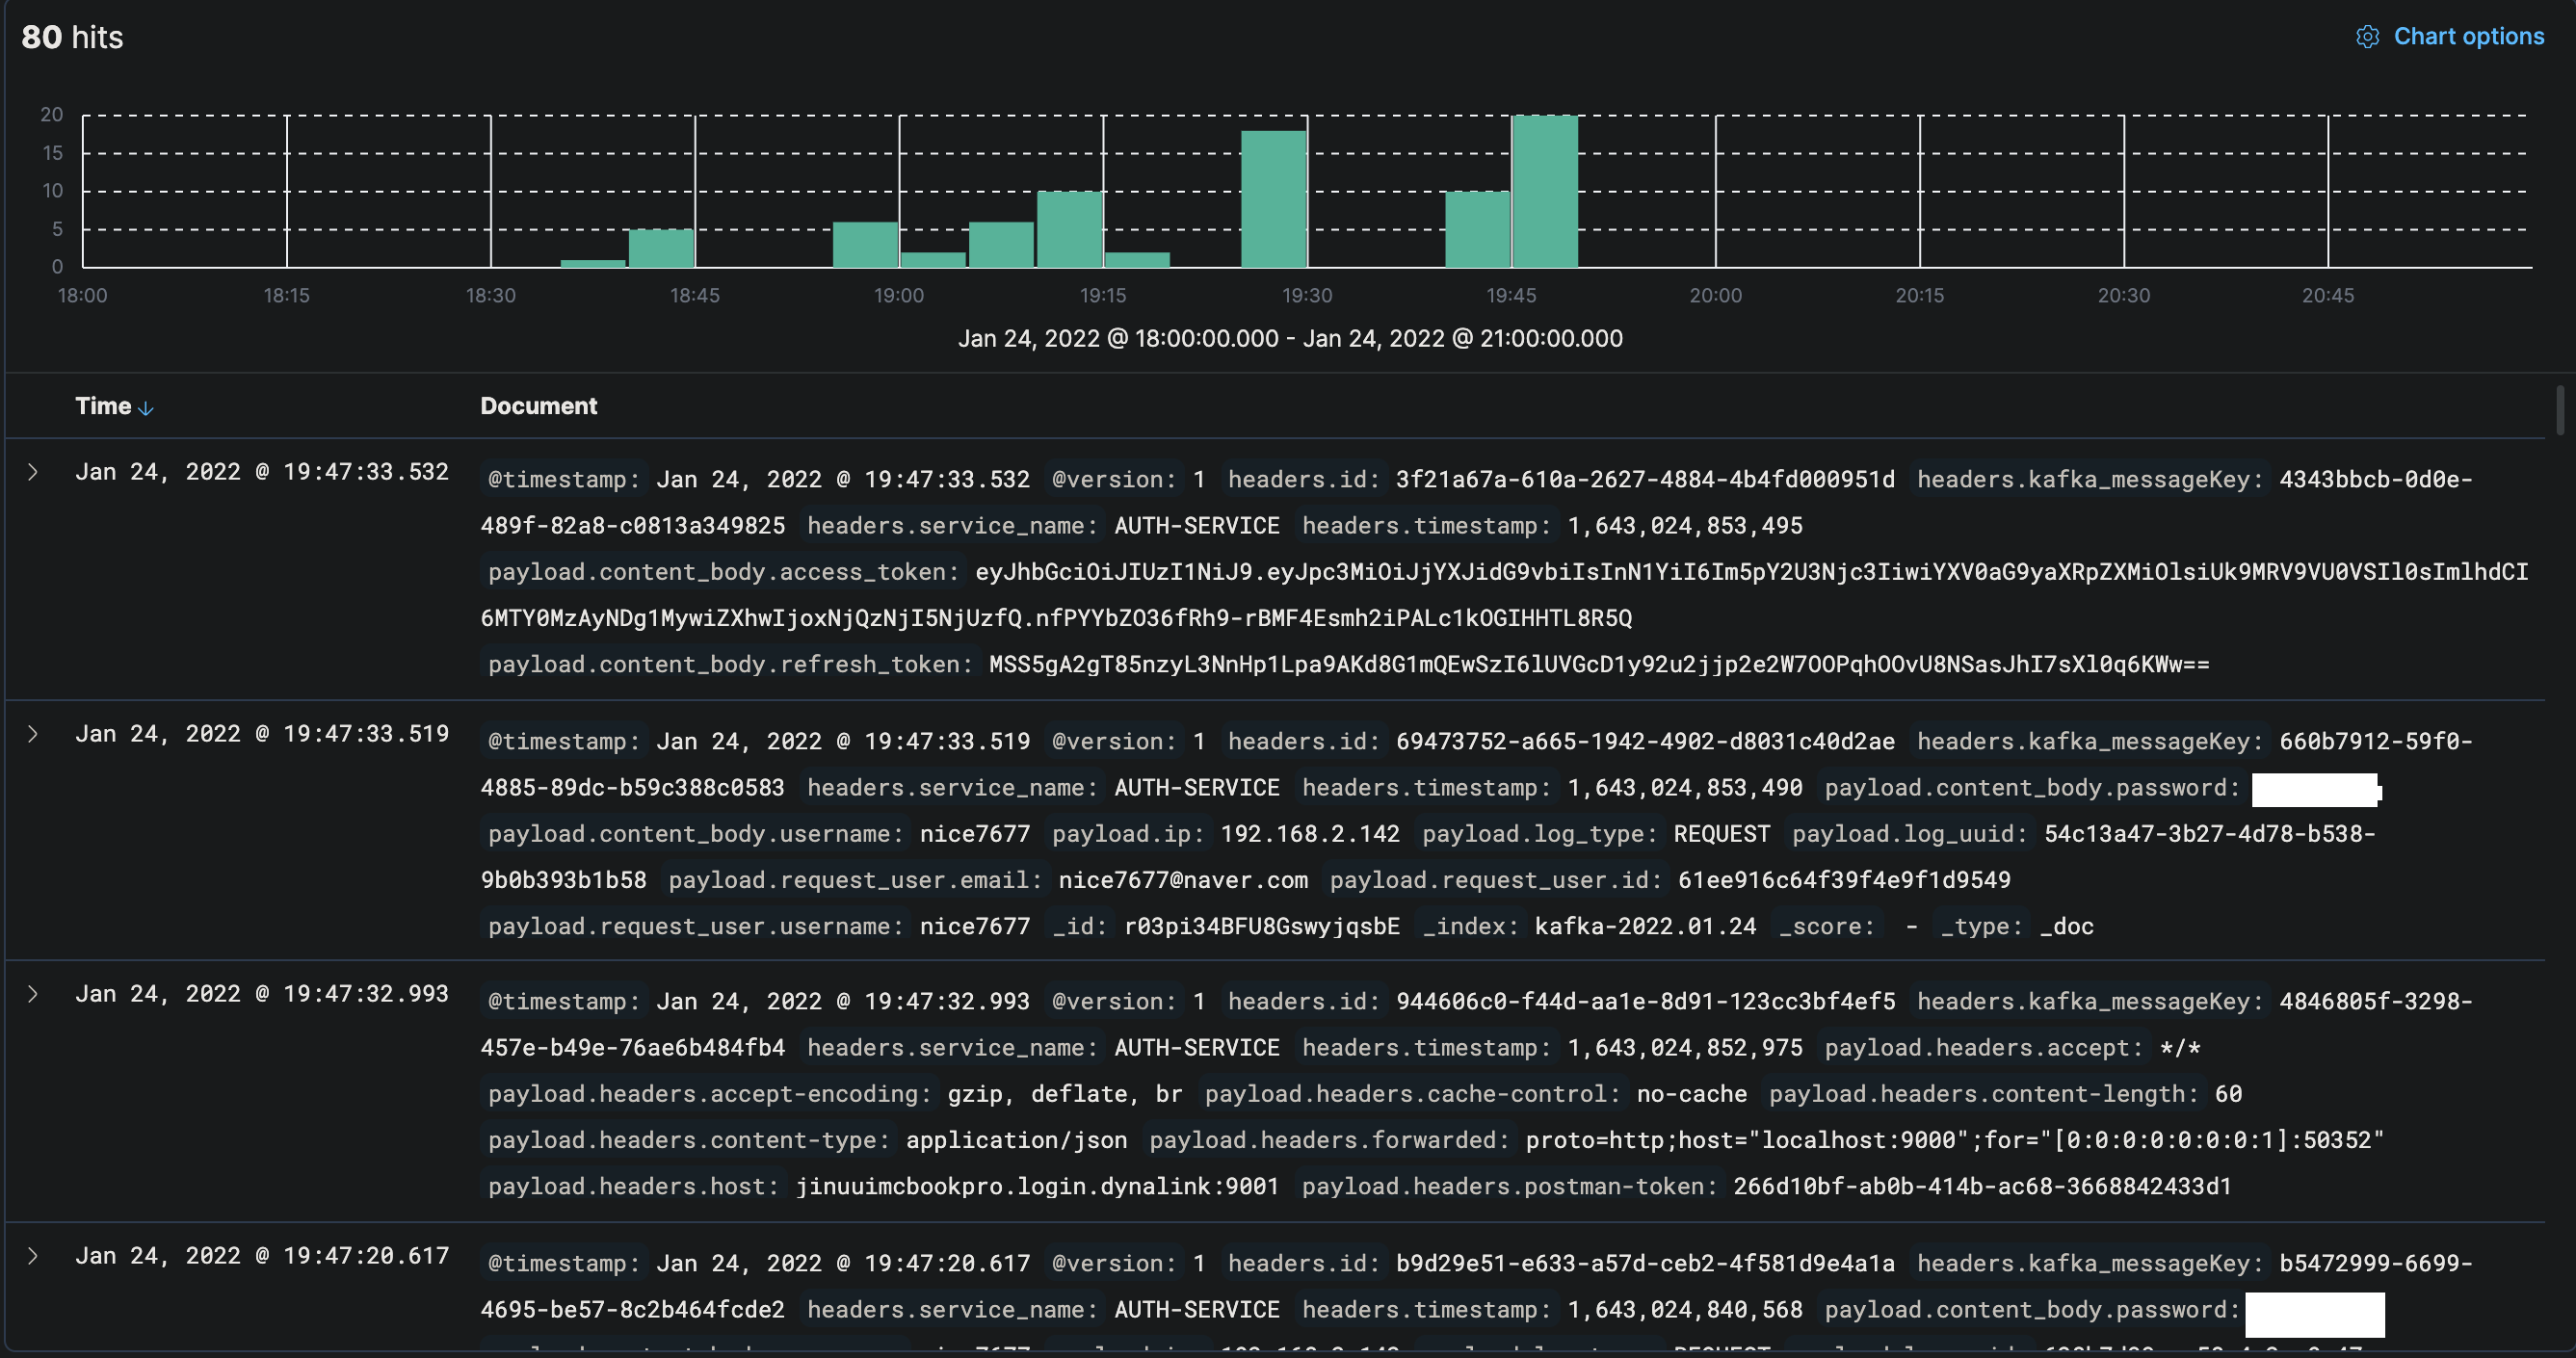 80 hits
Chart options
20
15
10
5
0
18:00 18:15 18:30 18:45 19:00 19:15 19:30 19:45 20:00 20:15 20:30 20:45
Jan 24, 2022 @ 18:00:00.000 - Jan 24, 2022 @ 21:00:00.000
Time Document
Jan 24, 2022 @ 19:47:33.532 @timestamp: Jan 24, 2022 @ 19:47:33.532 @version: 1 headers.id: 3f21a67a-610a-2627-4884-4b4fd000951d headers.kafka_messageKey: 4343bbcb-0d0e-
489f-82a8-c0813a349825 headers.service_name: AUTH-SERVICE headers.timestamp: 1,643,024,853,495
payload.content_body.access_token: eyJhbGciOiJIUzI1NiJ9.eyJpc3MiOiJjYXJidG9vbiIsInN1YiI6Im5pY2U3Njc3IiwiYXV0aG9yaXRpZXMiOlsiUk9MRV9VU0VSIl0sImlhdCI
6MTY0MzAyNDg1MywiZXhwIjoxNjQzNjI5NjUzfQ.nfPYYbZO36fRh9-rBMF4Esmh2iPALc1kOGIHHTL8R5Q
payload.content_body.refresh_token: MSS5gA2gT85nzyL3NnHp1Lpa9AKd8G1mQEwSzI6lUVGcD1y92u2jjp2e2W7OOPqhOOvU8NSasJhI7sXl0q6KWw==
Jan 24, 2022 @ 19:47:33.519 @timestamp: Jan 24, 2022 @ 19:47:33.519 @version: 1 headers.id: 69473752-a665-1942-4902-d8031c40d2ae headers.kafka_messageKey: 660b7912-59f0-
4885-89dc-b59c388c0583 headers.service_name: AUTH-SERVICE headers.timestamp: 1,643,024,853,490 payload.content_body.password:
payload.content_body.username: nice7677 payload.ip: 192.168.2.142 payload.log_type: REQUEST payload.log_uuid: 54c13a47-3b27-4d78-b538-
9b0b393b1b58 payload.request_user.email: nice7677@naver.com payload.request_user.id: 61ee916c64f39f4e9f1d9549
payload.request_user.username: nice7677 _id: r03pi34BFU8GswyjqsbE _index: kafka-2022.01.24 _score: - _type: _doc
Jan 24, 2022 @ 19:47:32.993 @timestamp: Jan 24, 2022 @ 19:47:32.993 @version: 1 headers.id: 944606c0-f44d-aa1e-8d91-123cc3bf4ef5 headers.kafka_messageKey: 4846805f-3298-
457e-b49e-76ae6b484fb4 headers.service_name: AUTH-SERVICE headers.timestamp: 1,643,024,852,975 payload.headers.accept: */*
payload.headers.accept-encoding: gzip, deflate, br payload.headers.cache-control: no-cache payload.headers.content-length: 60
payload.headers.content-type: application/json payload.headers.forwarded: proto=http;host="localhost:9000";for="[0:0:0:0:0:0:0:1]:50352"
payload.headers.host: jinuuimcbookpro.login.dynalink:9001 payload.headers.postman-token: 266d10bf-ab0b-414b-ac68-3668842433d1
Jan 24, 2022 @ 19:47:20.617 @timestamp: Jan 24, 2022 @ 19:47:20.617 @version: 1 headers.id: b9d29e51-e633-a57d-ceb2-4f581d9e4a1a headers.kafka_messageKey: b5472999-6699-
4695-be57-8c2b464fcde2 headers.service_name: AUTH-SERVICE headers.timestamp: 1,643,024,840,568 payload.content_body.password: